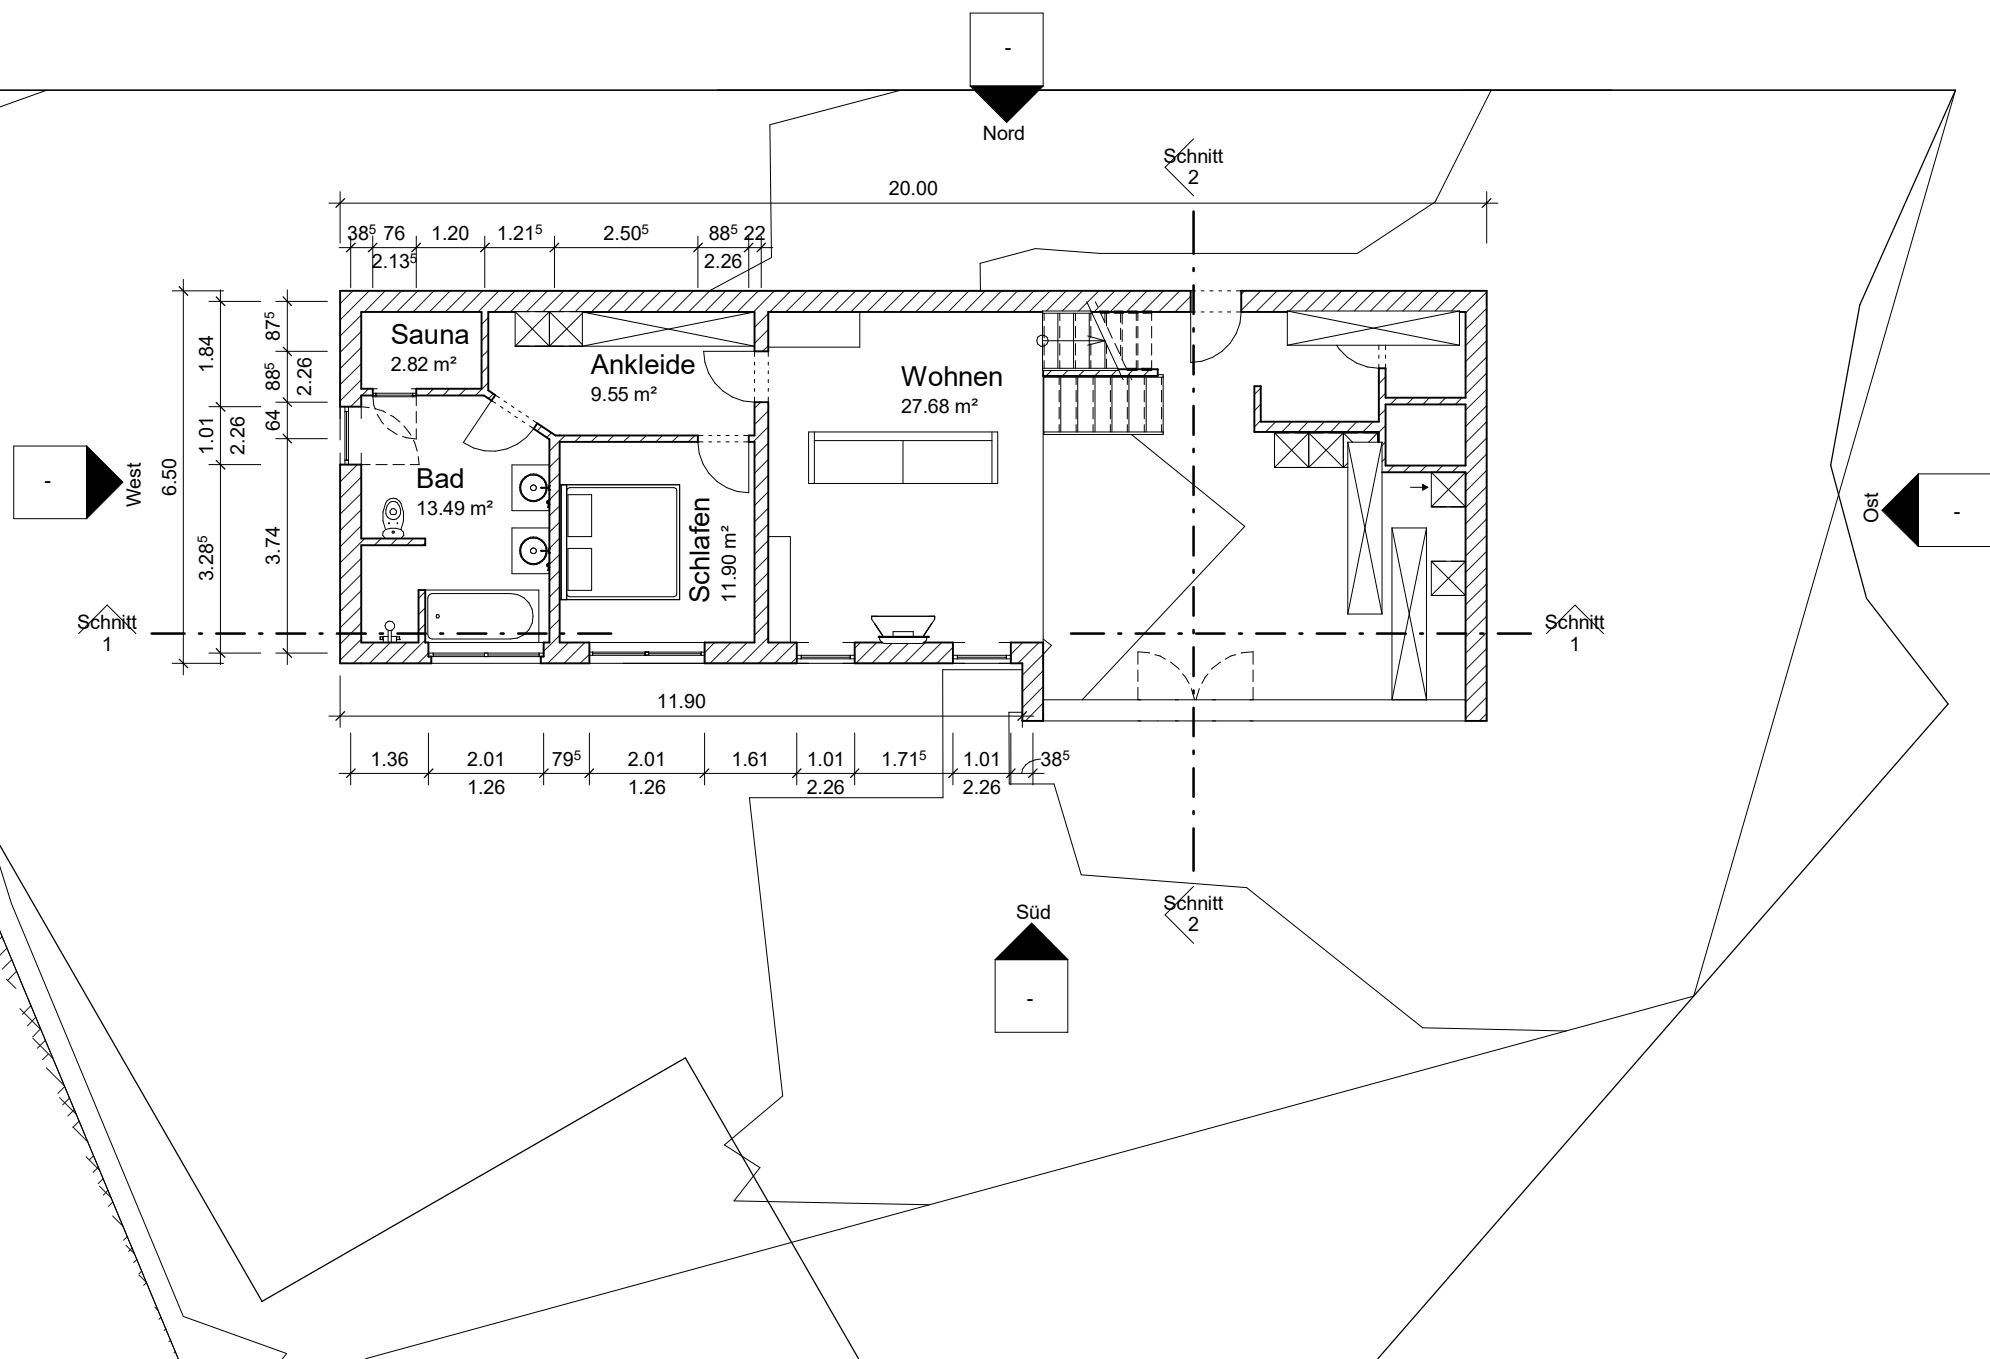 -
Nord
Schnitt
2
20.00
38⁵ 76 1.20 1.21⁵ 2.50⁵ 88⁵ 22
2.13⁵ 2.26
Sauna
2.82 m²
Ankleide
9.55 m²
Wohnen
27.68 m²
Bad
13.49 m²
Schlafen
11.90 m²
87⁵
1.84
88⁵
2.26
64
1.01
2.26
6.50
3.28⁵
3.74
-
West
Ost
-
Schnitt
1
Schnitt
1
11.90
1.36 2.01 79⁵ 2.01 1.61 1.01 1.71⁵ 1.01 38⁵
1.26 1.26 2.26 2.26
Schnitt
2
Süd
-